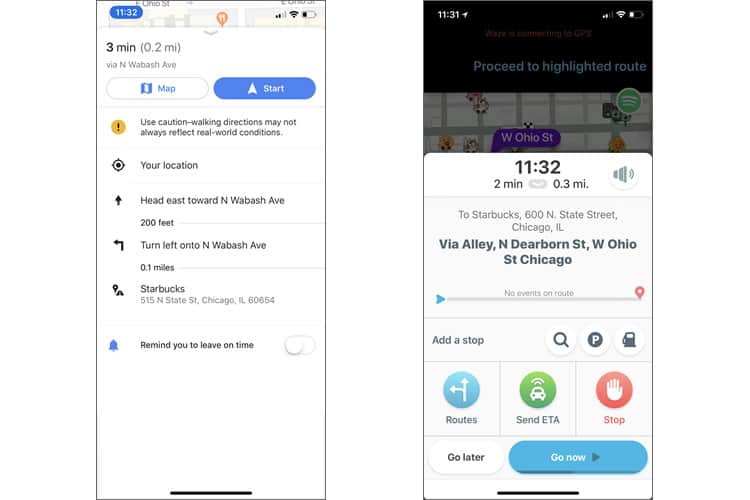 E Ohio St
11:32
3 min (0.2 mi)
via N Wabash Ave
Map
Start
Use caution–walking directions may not
always reflect real-world conditions.
Your location
Head east toward N Wabash Ave
200 feet
Turn left onto N Wabash Ave
0.1 miles
Starbucks
515 N State St, Chicago, IL 60654
Remind you to leave on time
11:31
Waze is connecting to GPS
Proceed to highlighted route
W Ohio St
11:32
2 min
0.3 mi.
To Starbucks, 600 N. State Street,
Chicago, IL
Via Alley, N Dearborn St, W Ohio
St Chicago
No events on route
Add a stop
P
Routes
Send ETA
Stop
Go later
Go now